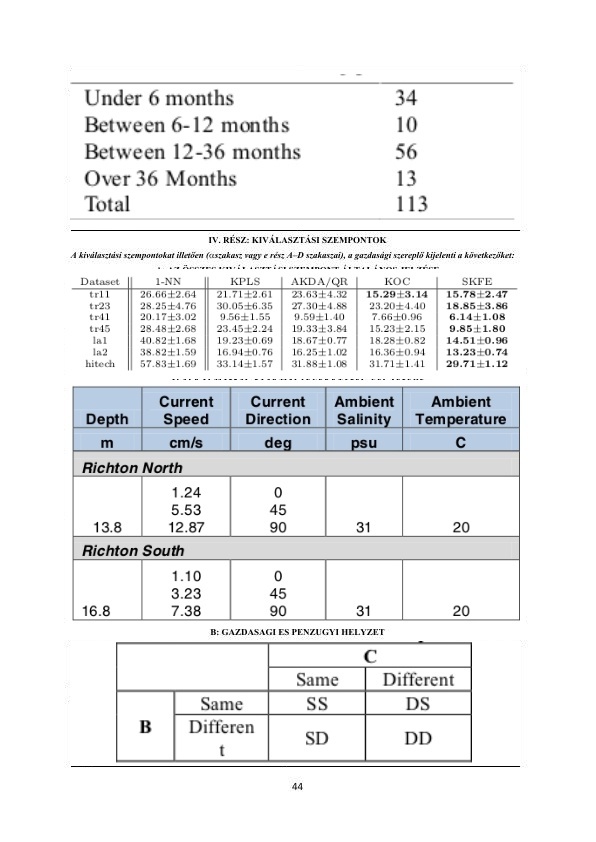 Under 6 months 34
Between 6-12 months 10
Between 12-36 months 56
Over 36 Months 13
Total 113
IV. RÉSZ: KIVÁLASZTÁSI SZEMPONTOK
A kiválasztási szempontokat illetően (αszakasz vagy e rész A–D szakaszai), a gazdasági szereplő kijelenti a következőket:
Dataset 1-NN KPLS AKDA/QR KOC SKFE
tr11 26.66±2.64 21.71±2.61 23.63±4.32 15.29±3.14 15.78±2.47
tr23 28.25±4.76 30.05±6.35 27.30±4.88 23.20±4.40 18.85±3.86
tr41 20.17±3.02 9.56±1.55 9.59±1.40 7.66±0.96 6.14±1.08
tr45 28.48±2.68 23.45±2.24 19.33±3.84 15.23±2.15 9.85±1.80
la1 40.82±1.68 19.23±0.69 18.67±0.77 18.28±0.82 14.51±0.96
la2 38.82±1.59 16.94±0.76 16.25±1.02 16.36±0.94 13.23±0.74
hitech 57.83±1.69 33.14±1.57 31.88±1.08 31.71±1.41 29.71±1.12
Current Current Ambient Ambient
Depth Speed Direction Salinity Temperature
m cm/s deg psu C
Richton North
1.24 0
5.53 45
13.8 12.87 90 31 20
Richton South
1.10 0
3.23 45
16.8 7.38 90 31 20
B: GAZDASÁGI ÉS PÉNZÜGYI HELYZET
C
Same Different
Same SS DS
B Differen SD DD
t
44